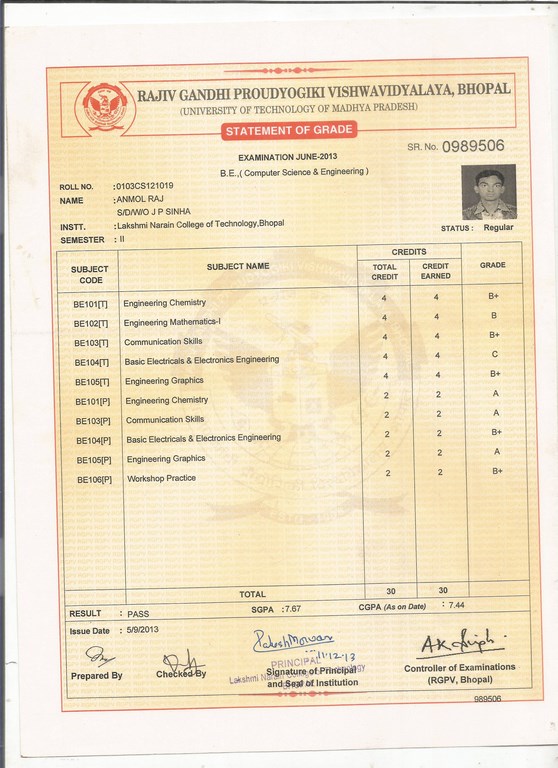 RAJIV GANDHI PROUDYOGIKI VISHWAVIDYALAYA, BHOPAL
(UNIVERSITY OF TECHNOLOGY OF MADHYA PRADESH)
STATEMENT OF GRADE
SR. No. 0989506
EXAMINATION JUNE-2013
B.E.,( Computer Science & Engineering )
ROLL NO. :0103CS121019
NAME :ANMOL RAJ
S/D/W/O J P SINHA
INSTT. :Lakshmi Narain College of Technology,Bhopal
SEMESTER : II
STATUS : Regular
SUBJECT CODE SUBJECT NAME CREDITS GRADE
TOTAL CREDIT CREDIT EARNED
BE101[T] Engineering Chemistry 4 4 B+
BE102[T] Engineering Mathematics-I 4 4 B
BE103[T] Communication Skills 4 4 B+
BE104[T] Basic Electricals & Electronics Engineering 4 4 C
BE105[T] Engineering Graphics 4 4 B+
BE101[P] Engineering Chemistry 2 2 A
BE103[P] Communication Skills 2 2 A
BE104[P] Basic Electricals & Electronics Engineering 2 2 B+
BE105[P] Engineering Graphics 2 2 A
BE106[P] Workshop Practice 2 2 B+
TOTAL 30 30
RESULT : PASS SGPA :7.67 CGPA (As on Date) : 7.44
Issue Date : 5/9/2013
11.12.13
PRINCIPAL
Lakshmi Narain College of Technology
Prepared By
Checked By
Signature of Principal
and Seal of Institution
Controller of Examinations
(RGPV, Bhopal)
989506